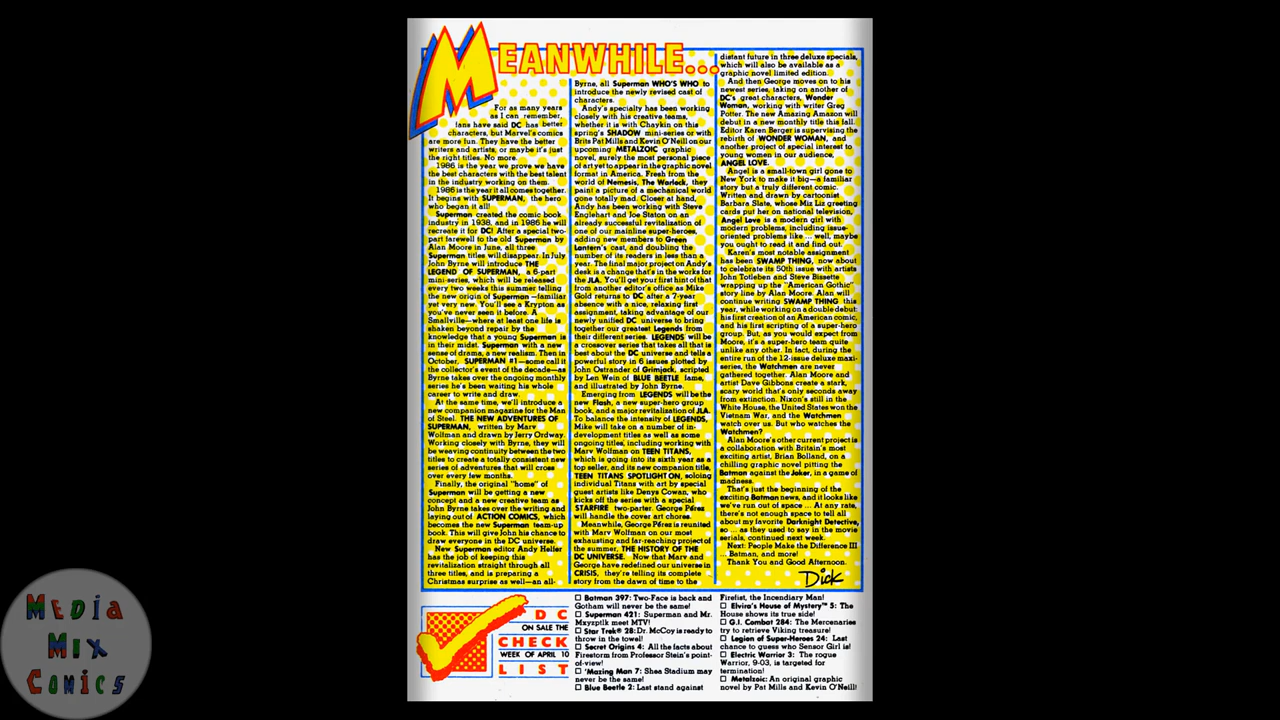 MEANWHILE...
For as many years
as I can remember,
fans have said DC has better
characters, but Marvel's comics
are more fun. They have the better
writers and artists, or maybe it's just
the right titles. No more.
1986 is the year we prove we have
the best characters with the best talent
in the industry working on them.
1986 is the year it all comes together.
It begins with SUPERMAN, the hero
who began it all!
Superman created the comic book
industry in 1938, and in 1986 he will
recreate it for DC! After a special two-
part farewell to the old Superman by
Alan Moore in June, all three
Superman titles will disappear. In July
John Byrne will introduce THE
LEGEND OF SUPERMAN, a 6-part
mini-series, which will be released
every two weeks this summer telling
the new origin of Superman—familiar
yet very new. You'll see a Krypton as
you've never seen it before. A
Smallville—where at least one life is
shaken beyond repair by the
knowledge that a young Superman is
in their midst. Superman with a new
sense of drama, a new realism. Then in
October, SUPERMAN #1—some call it
the collector's event of the decade—as
Byrne takes over the ongoing monthly
series he's been waiting his whole
career to write and draw.
At the same time, we'll introduce a
new companion magazine for the Man
of Steel. THE NEW ADVENTURES OF
SUPERMAN, written by Marv
Wolfman and drawn by Jerry Ordway.
Working closely with Byrne, they will
be weaving continuity between the two
titles to create a totally consistent new
series of adventures that will cross
over every few months.
Finally, the original "home" of
Superman will be getting a new
concept and a new creative team as
John Byrne takes over the writing and
laying out of ACTION COMICS, which
becomes the new Superman team-up
book. This will give John his chance to
draw everyone in the DC universe.
New Superman editor Andy Helfer
has the job of keeping this
revitalization straight through all
three titles, and is preparing a
Christmas surprise as well—an all-
Byrne, all Superman WHO'S WHO to
introduce the newly revised cast of
characters.
Andy's specialty has been working
closely with his creative teams,
whether it is with Chaykin on this
spring's SHADOW mini-series or with
Brits Pat Mills and Kevin O'Neill on our
upcoming METALZOIC graphic
novel, surely the most personal piece
of art yet to appear in the graphic novel
format in America. Fresh from the
world of Nemesis, The Warlock, they
paint a picture of a mechanical world
gone totally mad. Closer at hand,
Andy has been working with Steve
Englehart and Joe Staton on an
already successful revitalization of
one of our mainline super-heroes,
adding new members to Green
Lantern's cast, and doubling the
number of its readers in less than a
year. The final major project on Andy's
desk is a change that's in the works for
the JLA. You'll get your first hint of that
from another editor's office as Mike
Gold returns to DC after a 7-year
absence with a nice, relaxing first
assignment, taking advantage of our
newly unified DC universe to bring
together our greatest Legends from
their different series. LEGENDS will be
a crossover series that takes all that is
best about the DC universe and tells a
powerful story in 6 issues plotted by
John Ostrander of Grimjack, scripted
by Len Wein of BLUE BEETLE fame,
and illustrated by John Byrne.
Emerging from LEGENDS will be the
new Flash, a new super-hero group
book, and a major revitalization of JLA.
To balance the intensity of LEGENDS,
Mike will take on a number of in-
development titles as well as some
ongoing titles, including working with
Marv Wolfman on TEEN TITANS,
which is going into its sixth year as a
top seller, and its new companion title,
TEEN TITANS SPOTLIGHT ON, soloing
individual Titans with art by special
guest artists like Denys Cowan, who
kicks off the series with a special
STARFIRE two-parter. George Pérez
will handle the cover art chores.
Meanwhile, George Pérez is reunited
with Marv Wolfman on our most
exhausting and far-reaching project of
the summer, THE HISTORY OF THE
DC UNIVERSE. Now that Marv and
George have redefined our universe in
CRISIS, they're telling its complete
story from the dawn of time to the
distant future in three deluxe specials,
which will also be available as a
graphic novel limited edition.
And then George moves on to his
newest series, taking on another of
DC's great characters, Wonder
Woman, working with writer Greg
Potter. The new Amazing Amazon will
debut in a new monthly title this fall.
Editor Karen Berger is supervising the
rebirth of WONDER WOMAN, and
another project of special interest to
young women in our audience,
ANGEL LOVE.
Angel is a small-town girl gone to
New York to make it big—a familiar
story but a truly different comic.
Written and drawn by cartoonist
Barbara Slate, whose Miz Liz greeting
cards put her on national television,
Angel Love is a modern girl with
modern problems, including issue-
oriented problems like ... well, maybe
you ought to read it and find out.
Karen's most notable assignment
has been SWAMP THING, now about
to celebrate its 50th issue with artists
John Totleben and Steve Bissette
wrapping up the "American Gothic"
story line by Alan Moore. Alan will
continue writing SWAMP THING this
year, while working on a double debut:
his first creation of an American comic,
and his first scripting of a super-hero
group. But, as you would expect from
Moore, it's a super-hero team quite
unlike any other. In fact, during the
entire run of the 12-issue deluxe maxi-
series, the Watchmen are never
gathered together. Alan Moore and
artist Dave Gibbons create a stark,
scary world that's only seconds away
from extinction. Nixon's still in the
White House, the United States won the
Vietnam War, and the Watchmen
watch over us. But who watches the
Watchmen?
Alan Moore's other current project is
a collaboration with Britain's most
exciting artist, Brian Bolland, on a
chilling graphic novel pitting the
Batman against the Joker, in a game of
madness.
That's just the beginning of the
exciting Batman news, and it looks like
we've run out of space ... At any rate,
there's not enough space to tell all
about my favorite Darknight Detective,
so ... as they used to say in the movie
serials, continued next week.
Next: People Make the Difference III
... Batman, and more!
Thank You and Good Afternoon.
Dick
DC
ON SALE THE
CHECK
WEEK OF APRIL 10
LIST
☐ Batman 397: Two-Face is back and
Gotham will never be the same!
☐ Superman 421: Superman and Mr.
Mxyzptlk meet MTV!
☐ Star Trek® 28: Dr. McCoy is ready to
throw in the towel!
☐ Secret Origins 4: All the facts about
Firestorm from Professor Stein's point-
of-view!
☐ 'Mazing Man 7: Shea Stadium may
never be the same!
☐ Blue Beetle 2: Last stand against
Firefist, the Incendiary Man!
☐ Elvira's House of Mystery™ 5: The
House shows its true side!
☐ G.I. Combat 284: The Mercenaries
try to retrieve Viking treasure!
☐ Legion of Super-Heroes 24: Last
chance to guess who Sensor Girl is!
☐ Electric Warrior 3: The rogue
Warrior, 9-03, is targeted for
termination!
☐ Metalzoic: An original graphic
novel by Pat Mills and Kevin O'Neill!
MEDIA
MIX
COMICS